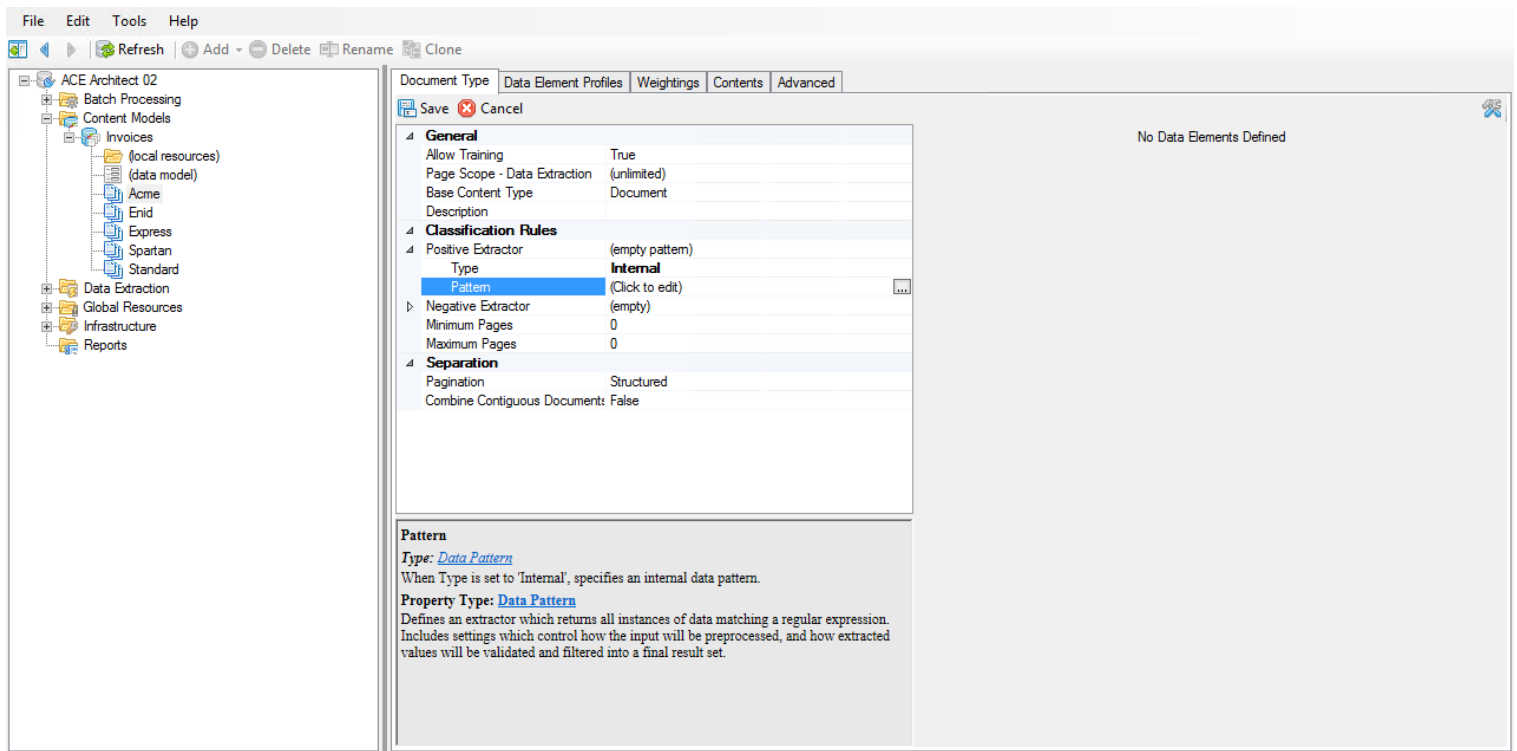 File Edit Tools Help
Refresh Add Delete Rename Clone
ACE Architect 02
Batch Processing
Content Models
Invoices
(local resources)
(data model)
Acme
Enid
Express
Spartan
Standard
Data Extraction
Global Resources
Infrastructure
Reports
Document Type Data Element Profiles Weightings Contents Advanced
Save Cancel
General
Allow Training True
Page Scope - Data Extraction (unlimited)
Base Content Type Document
Description
Classification Rules
Positive Extractor (empty pattern)
Type Internal
Pattern (Click to edit) ...
Negative Extractor (empty)
Minimum Pages 0
Maximum Pages 0
Separation
Pagination Structured
Combine Contiguous Documents False
Pattern
Type: Data Pattern
When Type is set to 'Internal', specifies an internal data pattern.
Property Type: Data Pattern
Defines an extractor which returns all instances of data matching a regular expression.
Includes settings which control how the input will be preprocessed, and how extracted
values will be validated and filtered into a final result set.
No Data Elements Defined